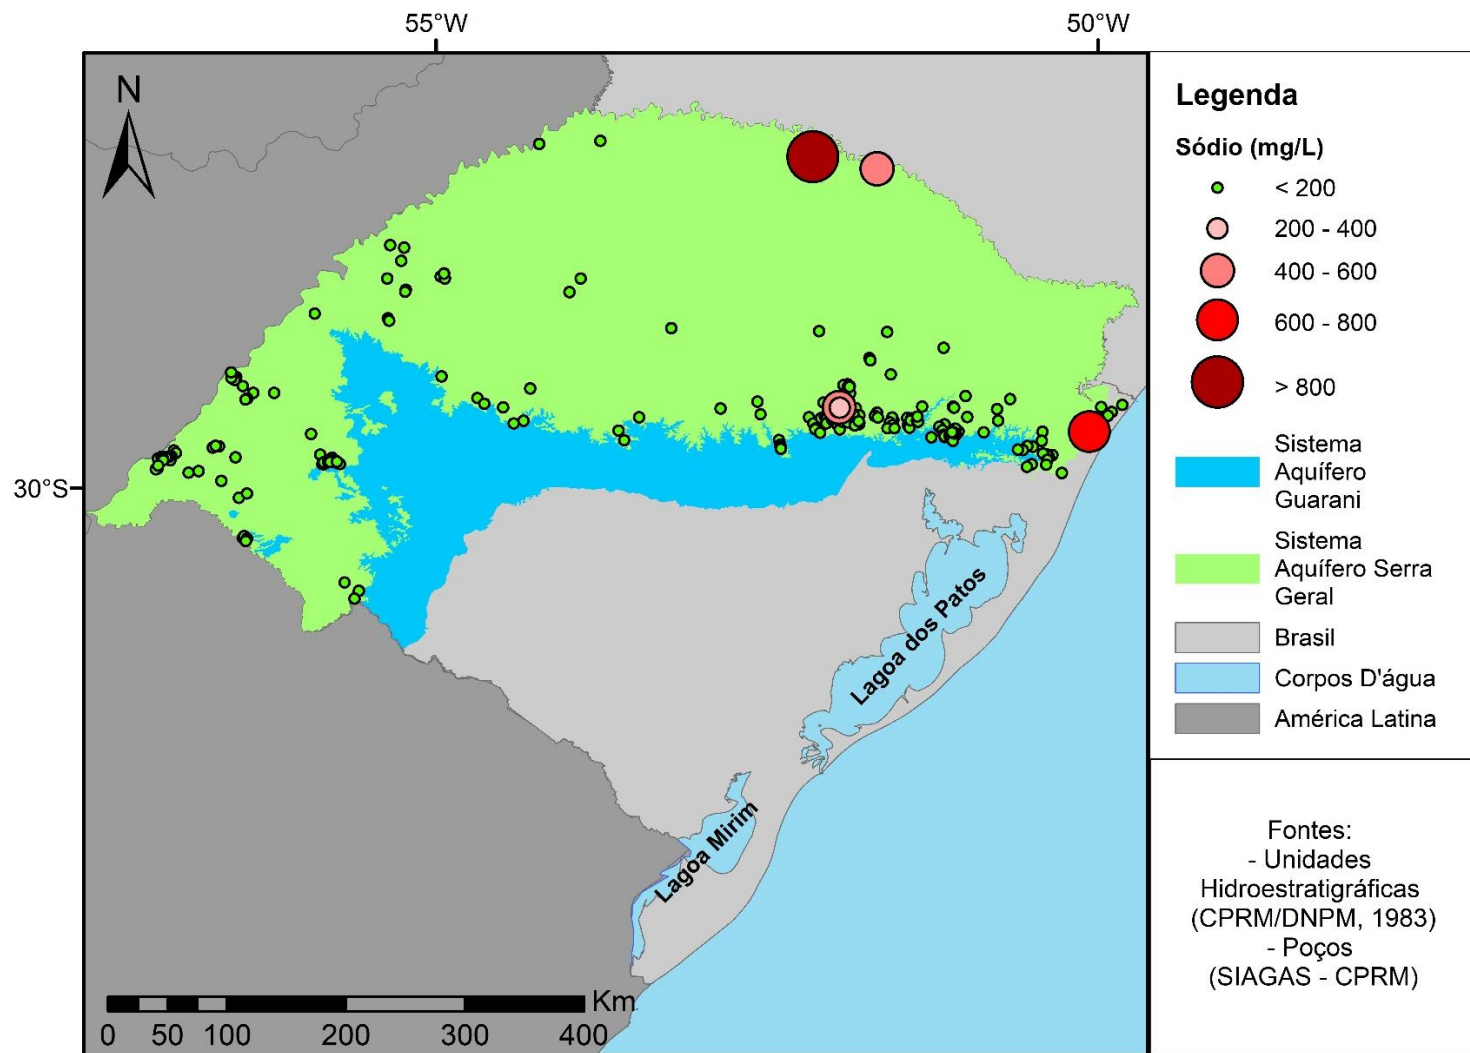 55°W
50°W
N
30°S
Lagoa dos Patos
Lagoa Mirim
Km
0 50 100 200 300 400
Legenda
Sódio (mg/L)
< 200
200 - 400
400 - 600
600 - 800
> 800
Sistema
Aquífero
Guarani
Sistema
Aquífero Serra
Geral
Brasil
Corpos D'água
América Latina
Fontes:
- Unidades
Hidroestratigráficas
(CPRM/DNPM, 1983)
- Poços
(SIAGAS - CPRM)